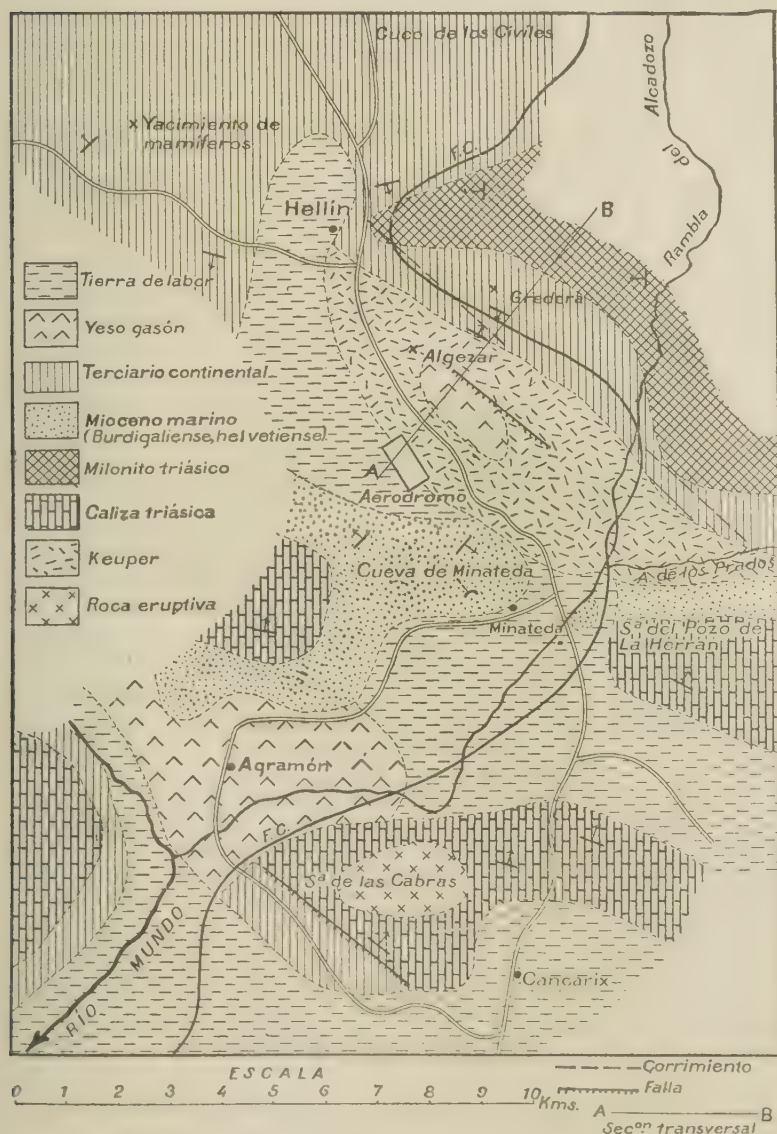 Cuco de los Civiles
Alcadozo
del
Rambla
F.C.
× Yacimiento de
mamíferos
Hellín
B
Gredera
Tierra de labor
Yeso gasón
Algezar
Terciario continental
Mioceno marino
(Burdigaliense, helvetiense)
A
Aerodromo
Milonito triásico
Caliza triásica
Cueva de Minateda
A. de los Prados
Keuper
Minateda
Sª del Pozo de
La Herran
Roca eruptiva
Agramón
F.C.
Sª de las Cabras
RÍO MUNDO
Cancarix
ESCALA
0 1 2 3 4 5 6 7 8 9 10 Kms.
Corrimiento
Falla
A B
Secᵒⁿ transversal